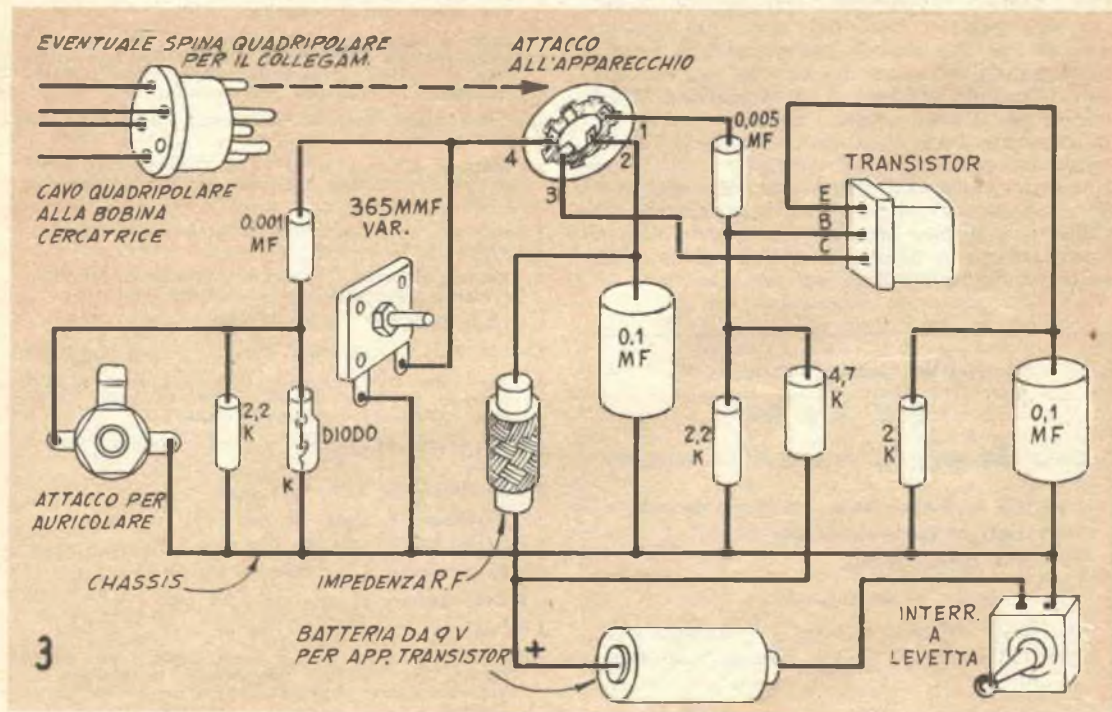 EVENTUALE SPINA QUADRIPOLARE
PER IL COLLEGAM.
ATTACCO
ALL'APPARECCHIO
CAVO QUADRIPOLARE
ALLA BOBINA
CERCATRICE
0,001
MF
365MMF
VAR.
4
3
1
2
0,005
MF
TRANSISTOR
E
B
C
0.1
MF
2,2
K
DIODO
K
2,2
K
4,7
K
2
K
0,1
MF
ATTACCO PER
AURICOLARE
CHASSIS
IMPEDENZA R.F
BATTERIA DA 9 V
PER APP. TRANSISTOR
+
INTERR.
A
LEVETTA
3